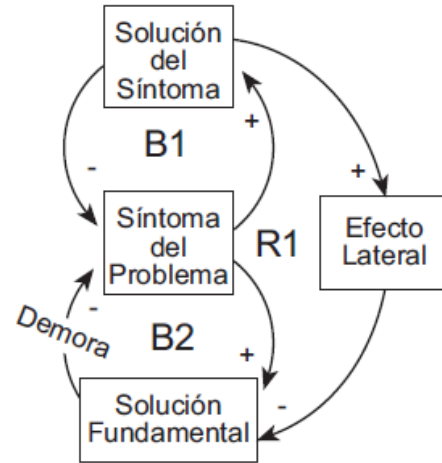 Solución
del
Síntoma
B1
+
-
+
Síntoma
del
Problema
R1
Efecto
Lateral
-
Demora
B2
+
-
Solución
Fundamental